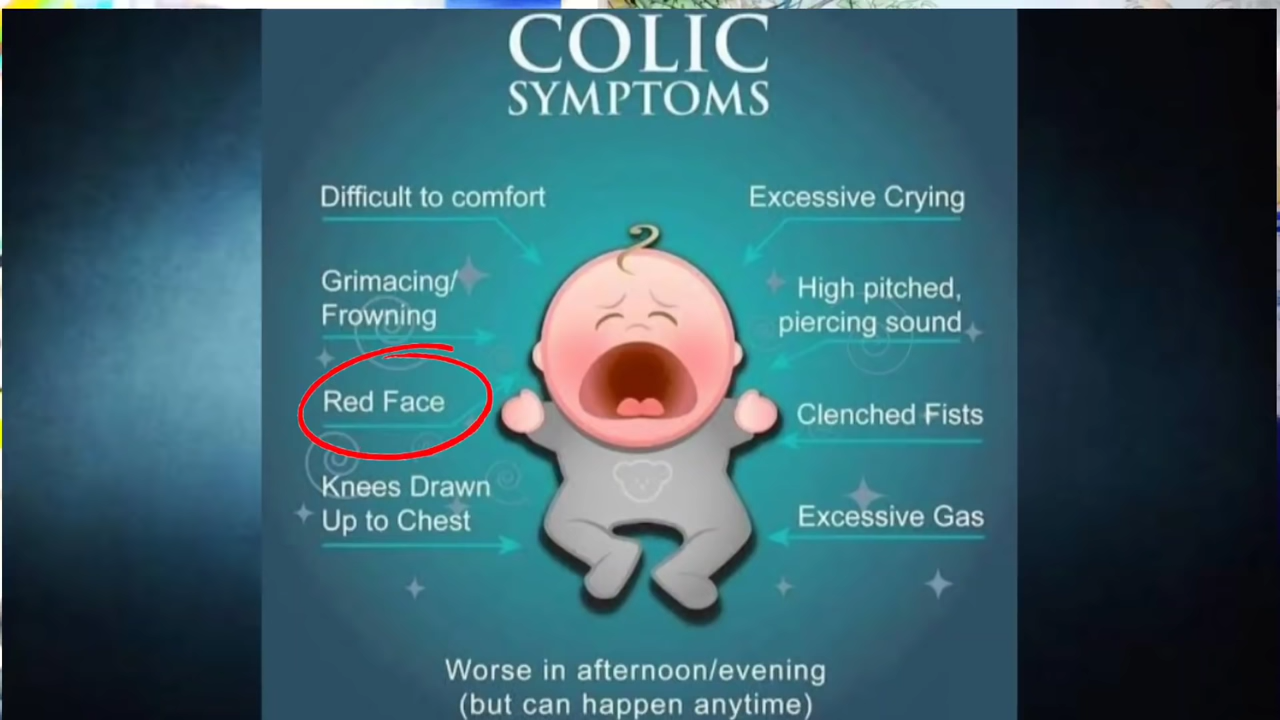 COLIC
SYMPTOMS
Difficult to comfort
Excessive Crying
Grimacing/
Frowning
High pitched,
piercing sound
Red Face
Clenched Fists
Knees Drawn
Up to Chest
Excessive Gas
Worse in afternoon/evening
(but can happen anytime)